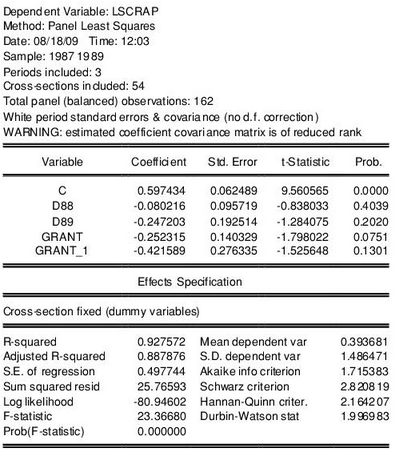 Dependent Variable: LSCRAP
Method: Panel Least Squares
Date: 08/18/09 Time: 12:03
Sample: 1987 1989
Periods included: 3
Cross-sections included: 54
Total panel (balanced) observations: 162
White period standard errors & covariance (no d.f. correction)
WARNING: estimated coefficient covariance matrix is of reduced rank
Variable Coefficient Std. Error t-Statistic Prob.
C 0.597434 0.062489 9.560565 0.0000
D88 -0.080216 0.095719 -0.838033 0.4039
D89 -0.247203 0.192514 -1.284075 0.2020
GRANT -0.252315 0.140329 -1.798022 0.0751
GRANT_1 -0.421589 0.276335 -1.525648 0.1301
Effects Specification
Cross-section fixed (dummy variables)
R-squared 0.927572 Mean dependent var 0.393681
Adjusted R-squared 0.887876 S.D. dependent var 1.486471
S.E. of regression 0.497744 Akaike info criterion 1.715383
Sum squared resid 25.76593 Schwarz criterion 2.820819
Log likelihood -80.94602 Hannan-Quinn criter. 2.164207
F-statistic 23.36680 Durbin-Watson stat 1.996983
Prob(F-statistic) 0.000000